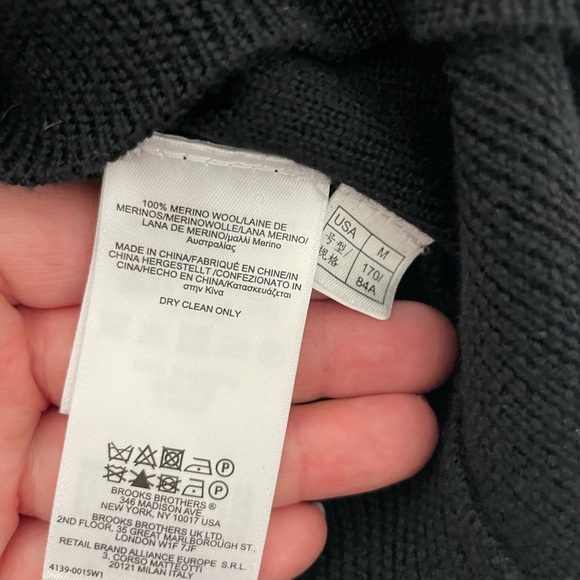 100% MERINO WOOL/LAINE DE
MERINOS/MERINOWOLLE/LANA MERINO/
LANA DE MERINO/μαλλί Merino
Αυστραλίας
MADE IN CHINA/FABRIQUÉ EN CHINE/IN
CHINA HERGESTELLT /CONFEZIONATO IN
CINA/HECHO EN CHINA/Κατασκευάζεται
στην Κίνα
DRY CLEAN ONLY
P
P
BROOKS BROTHERS ®
346 MADISON AVE.
NEW YORK, NY 10017 USA
BROOKS BROTHERS UK LTD.
2ND FLOOR, 35 GREAT MARLBOROUGH ST.
LONDON W1F 7JF
RETAIL BRAND ALLIANCE EUROPE S.R.L.
3, CORSO MATTEOTTI
20121 MILAN ITALY
4139-0015W1
USA M
号型 170/
规格 84A